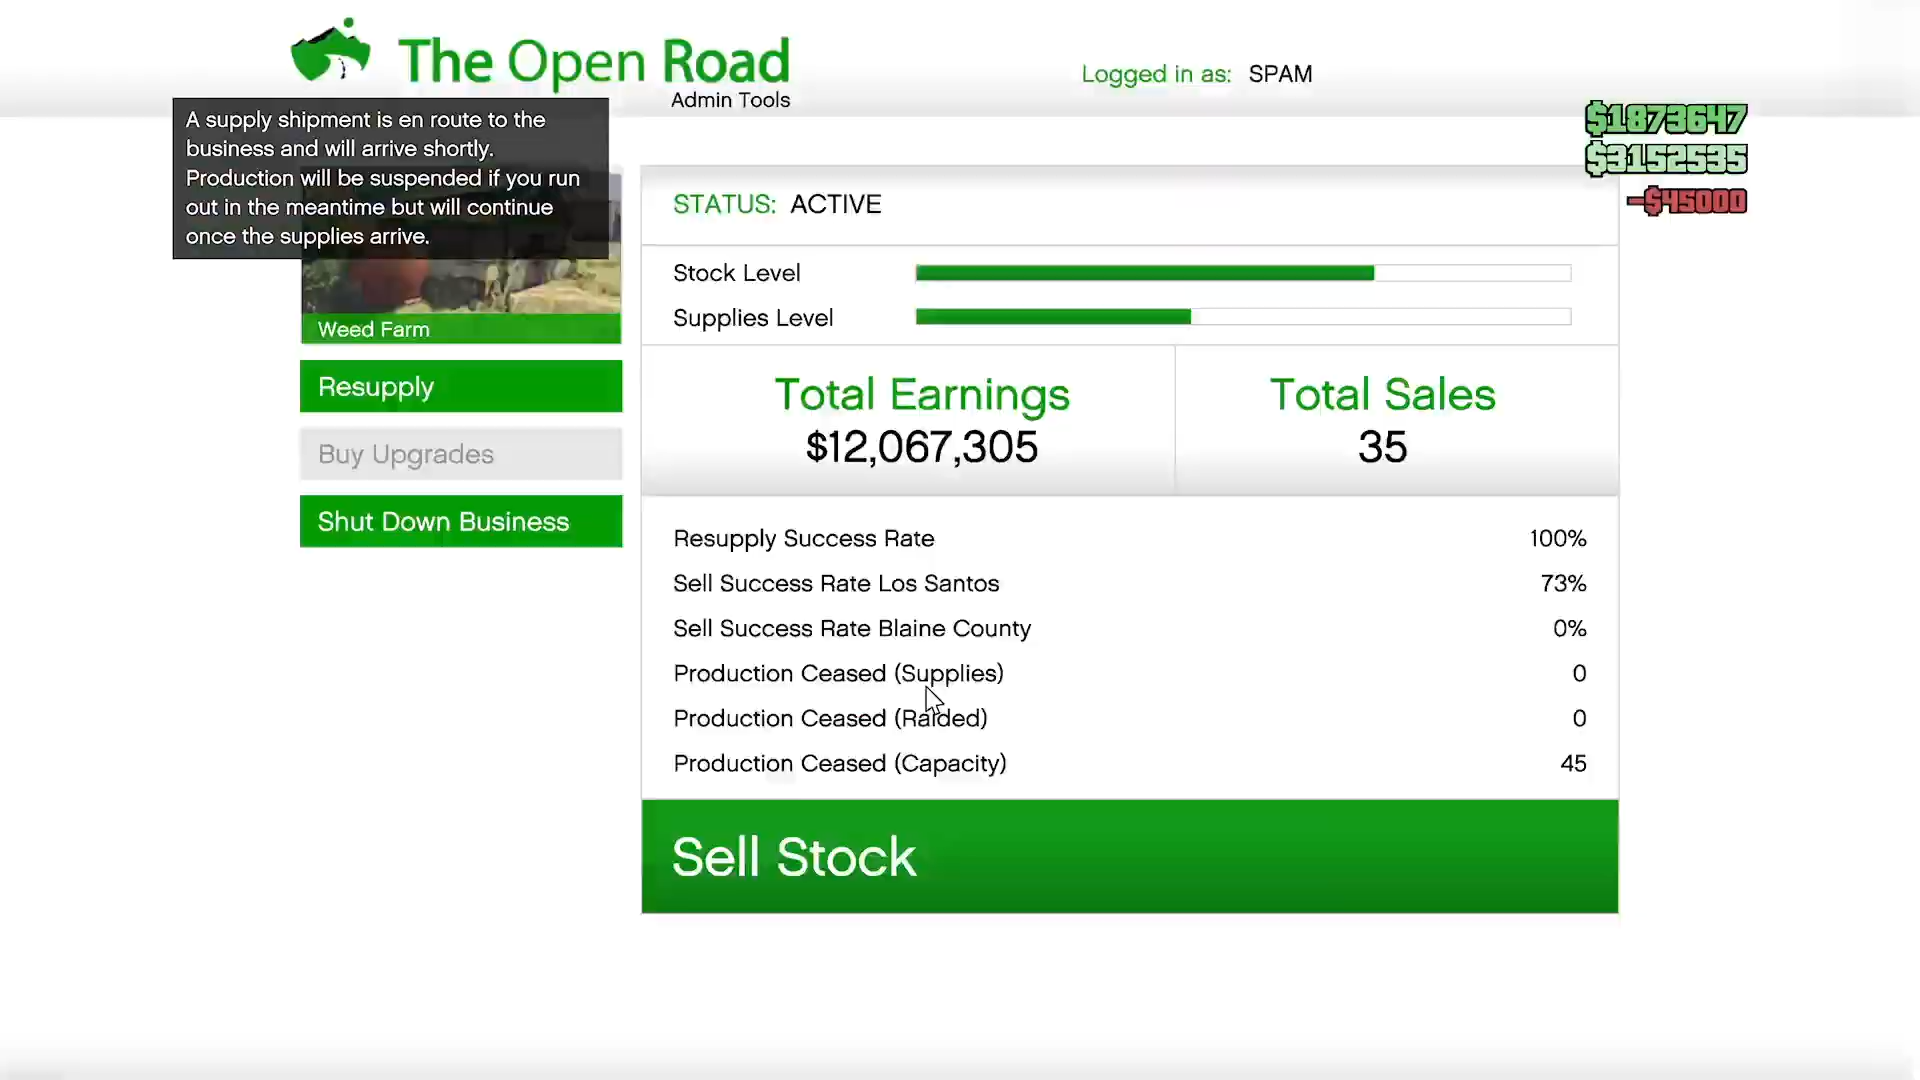 The Open Road
Admin Tools
Logged in as: SPAM
$1873647
$3152535
-$45000
A supply shipment is en route to the
business and will arrive shortly.
Production will be suspended if you run
out in the meantime but will continue
once the supplies arrive.
Weed Farm
Resupply
Buy Upgrades
Shut Down Business
STATUS: ACTIVE
Stock Level
Supplies Level
Total Earnings
$12,067,305
Total Sales
35
Resupply Success Rate 100%
Sell Success Rate Los Santos 73%
Sell Success Rate Blaine County 0%
Production Ceased (Supplies) 0
Production Ceased (Raided) 0
Production Ceased (Capacity) 45
Sell Stock